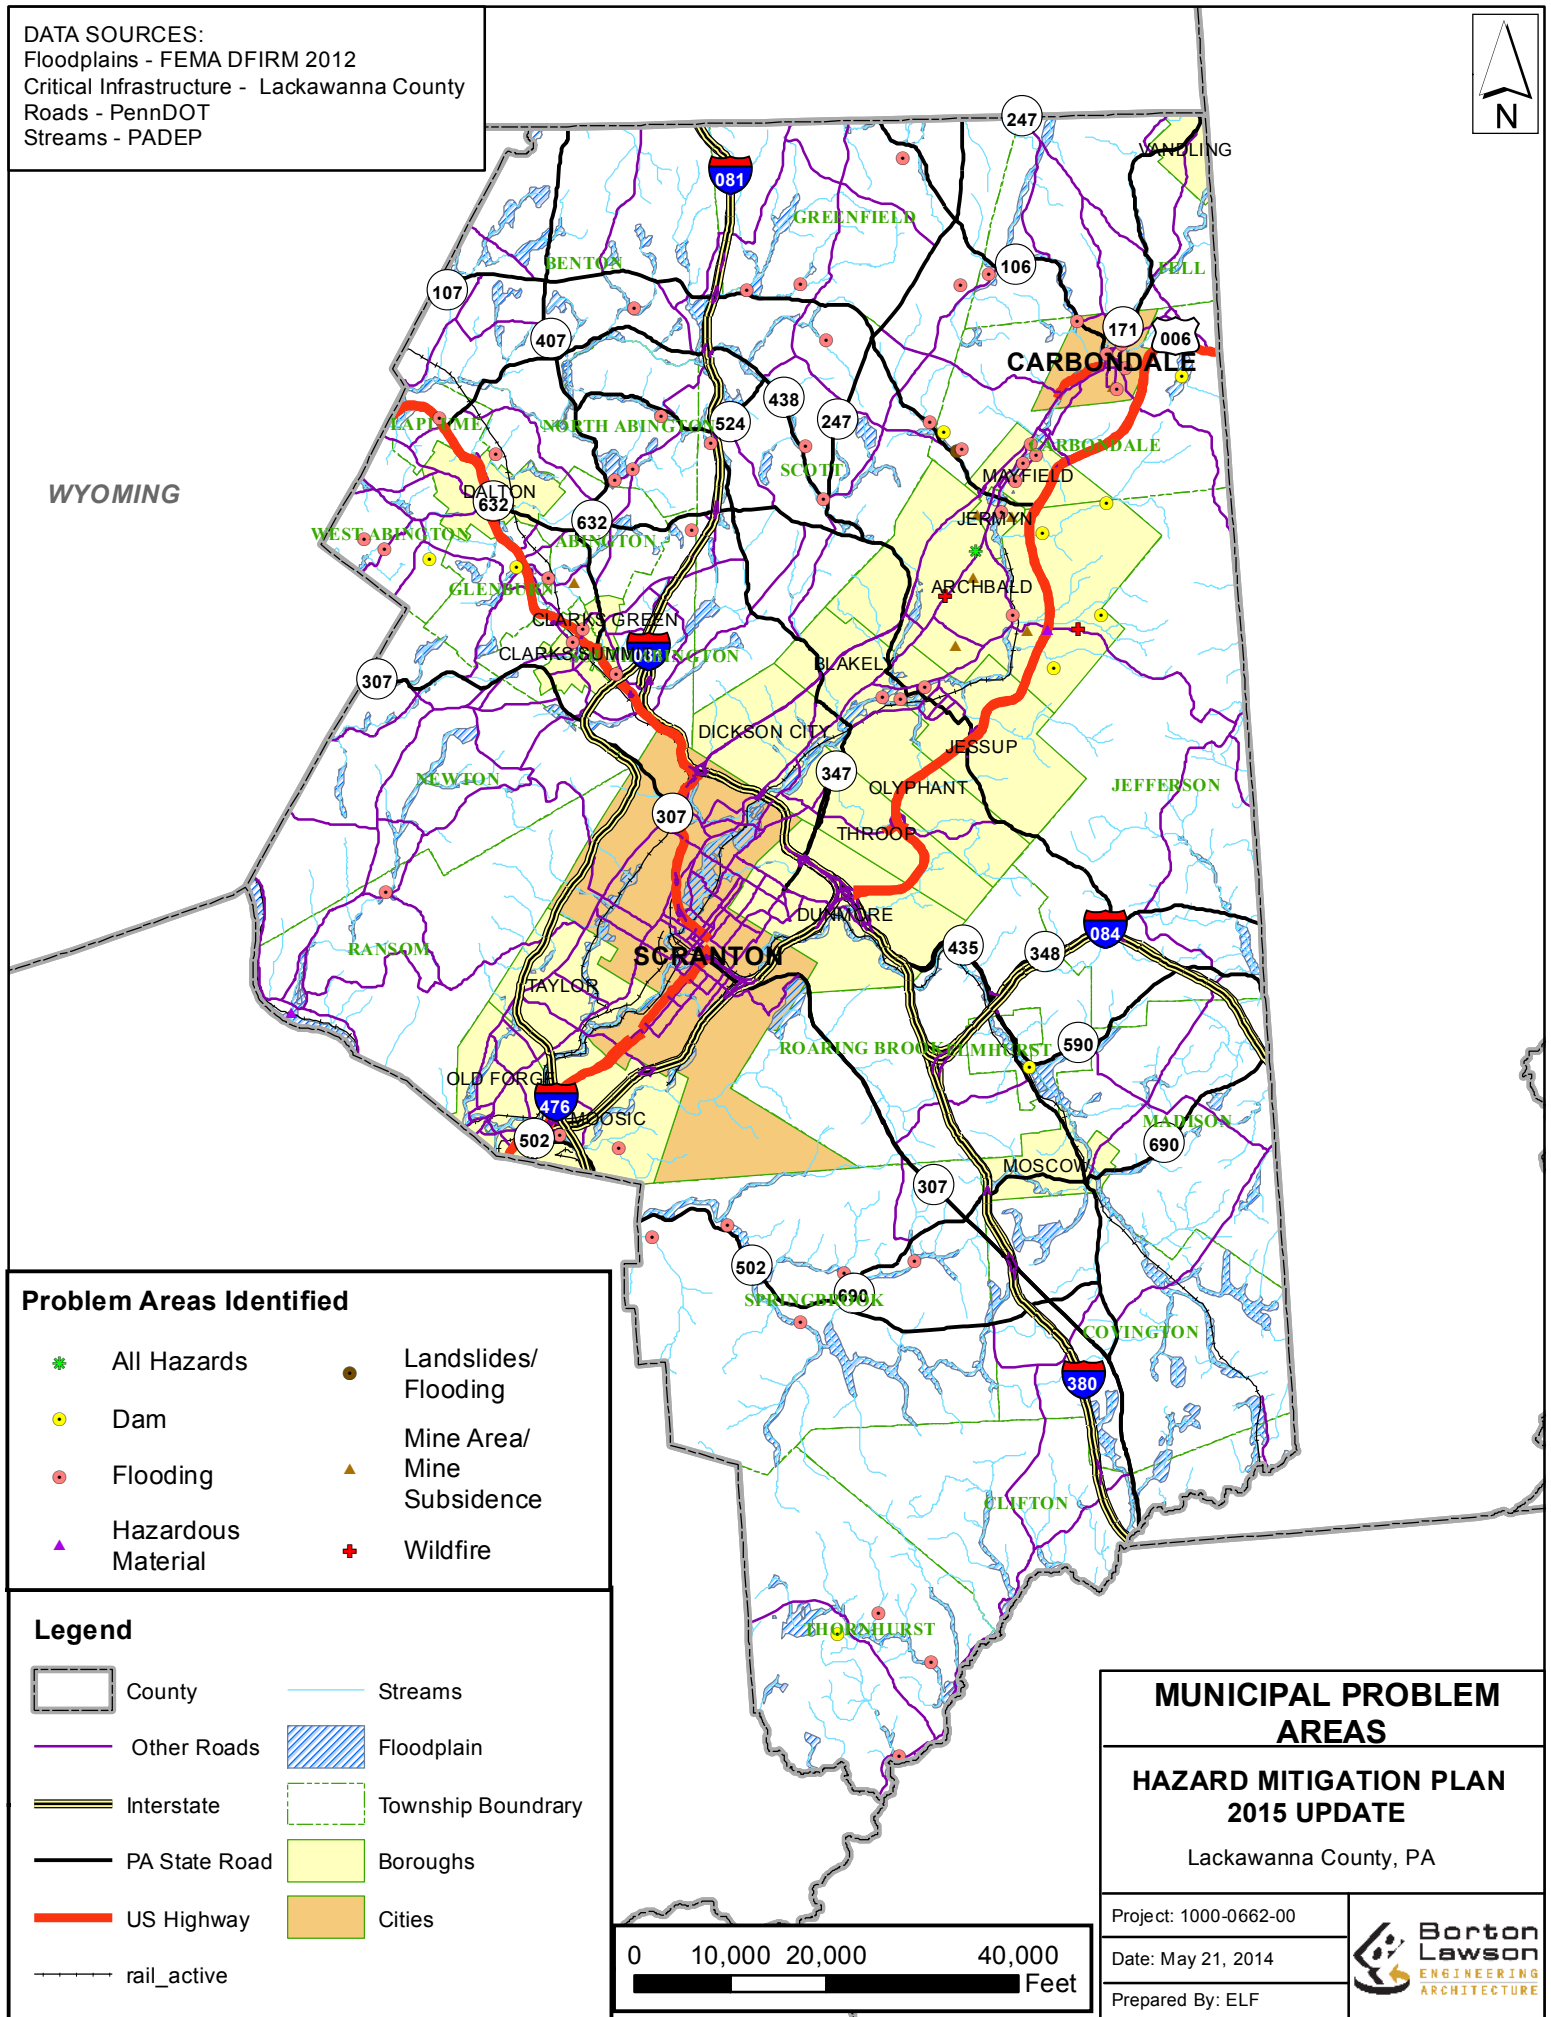 DATA SOURCES:
Floodplains - FEMA DFIRM 2012
Critical Infrastructure - Lackawanna County
Roads - PennDOT
Streams - PADEP
N
247
VANDLING
081
GREENFIELD
BENTON
106
FELL
107
171
006
407
CARBONDALE
438
524
247
LAPLUME
NORTH ABINGTON
CARBONDALE
SCOTT
MAYFIELD
WYOMING
DALTON
632
632
JERMYN
WEST ABINGTON
ABINGTON
ARCHBALD
GLENBURN
CLARKS GREEN
CLARKS SUMMIT
BLAKELY
307
DICKSON CITY
JESSUP
347
NEWTON
OLYPHANT
JEFFERSON
307
THROOP
DUNMORE
084
435
348
RANSOM
SCRANTON
TAYLOR
590
ROARING BROOK
ELMHURST
OLD FORGE
476
MOOSIC
502
MADISON
690
MOSCOW
307
502
690
SPRINGBROOK
COVINGTON
380
CLIFTON
THORNHURST
Problem Areas Identified
All Hazards
Landslides/
Flooding
Dam
Mine Area/
Mine
Subsidence
Flooding
Hazardous
Material
Wildfire
Legend
County
Streams
Other Roads
Floodplain
Interstate
Township Boundrary
PA State Road
Boroughs
US Highway
Cities
rail_active
0 10,000 20,000 40,000
Feet
MUNICIPAL PROBLEM
AREAS
HAZARD MITIGATION PLAN
2015 UPDATE
Lackawanna County, PA
Project: 1000-0662-00
Date: May 21, 2014
Prepared By: ELF
Borton
Lawson
ENGINEERING
ARCHITECTURE